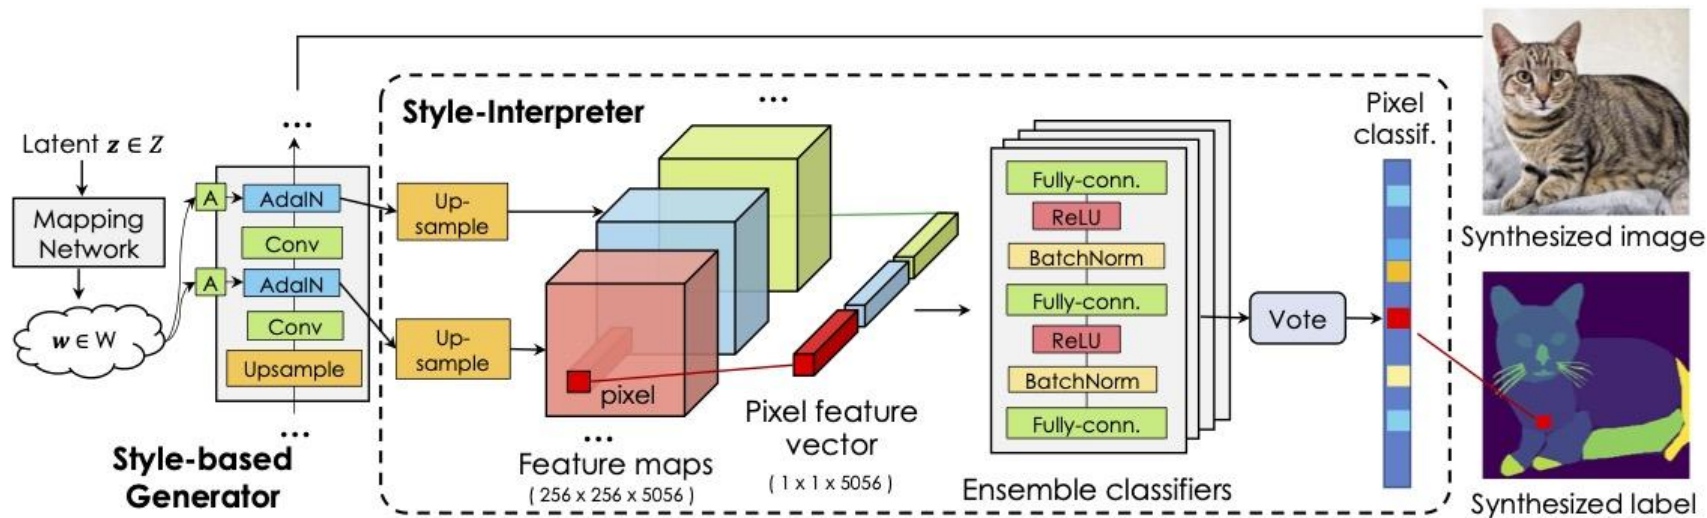 Latent z ∈ Z
Mapping
Network
w ∈ W
...
A
AdaIN
Conv
A
AdaIN
Conv
Upsample
...
Style-based
Generator
Style-Interpreter
...
Up-
sample
Up-
sample
pixel
...
Feature maps
( 256 x 256 x 5056 )
Pixel feature
vector
( 1 x 1 x 5056 )
Fully-conn.
ReLU
BatchNorm
Fully-conn.
ReLU
BatchNorm
Fully-conn.
Ensemble classifiers
Vote
Pixel
classif.
Synthesized image
Synthesized label